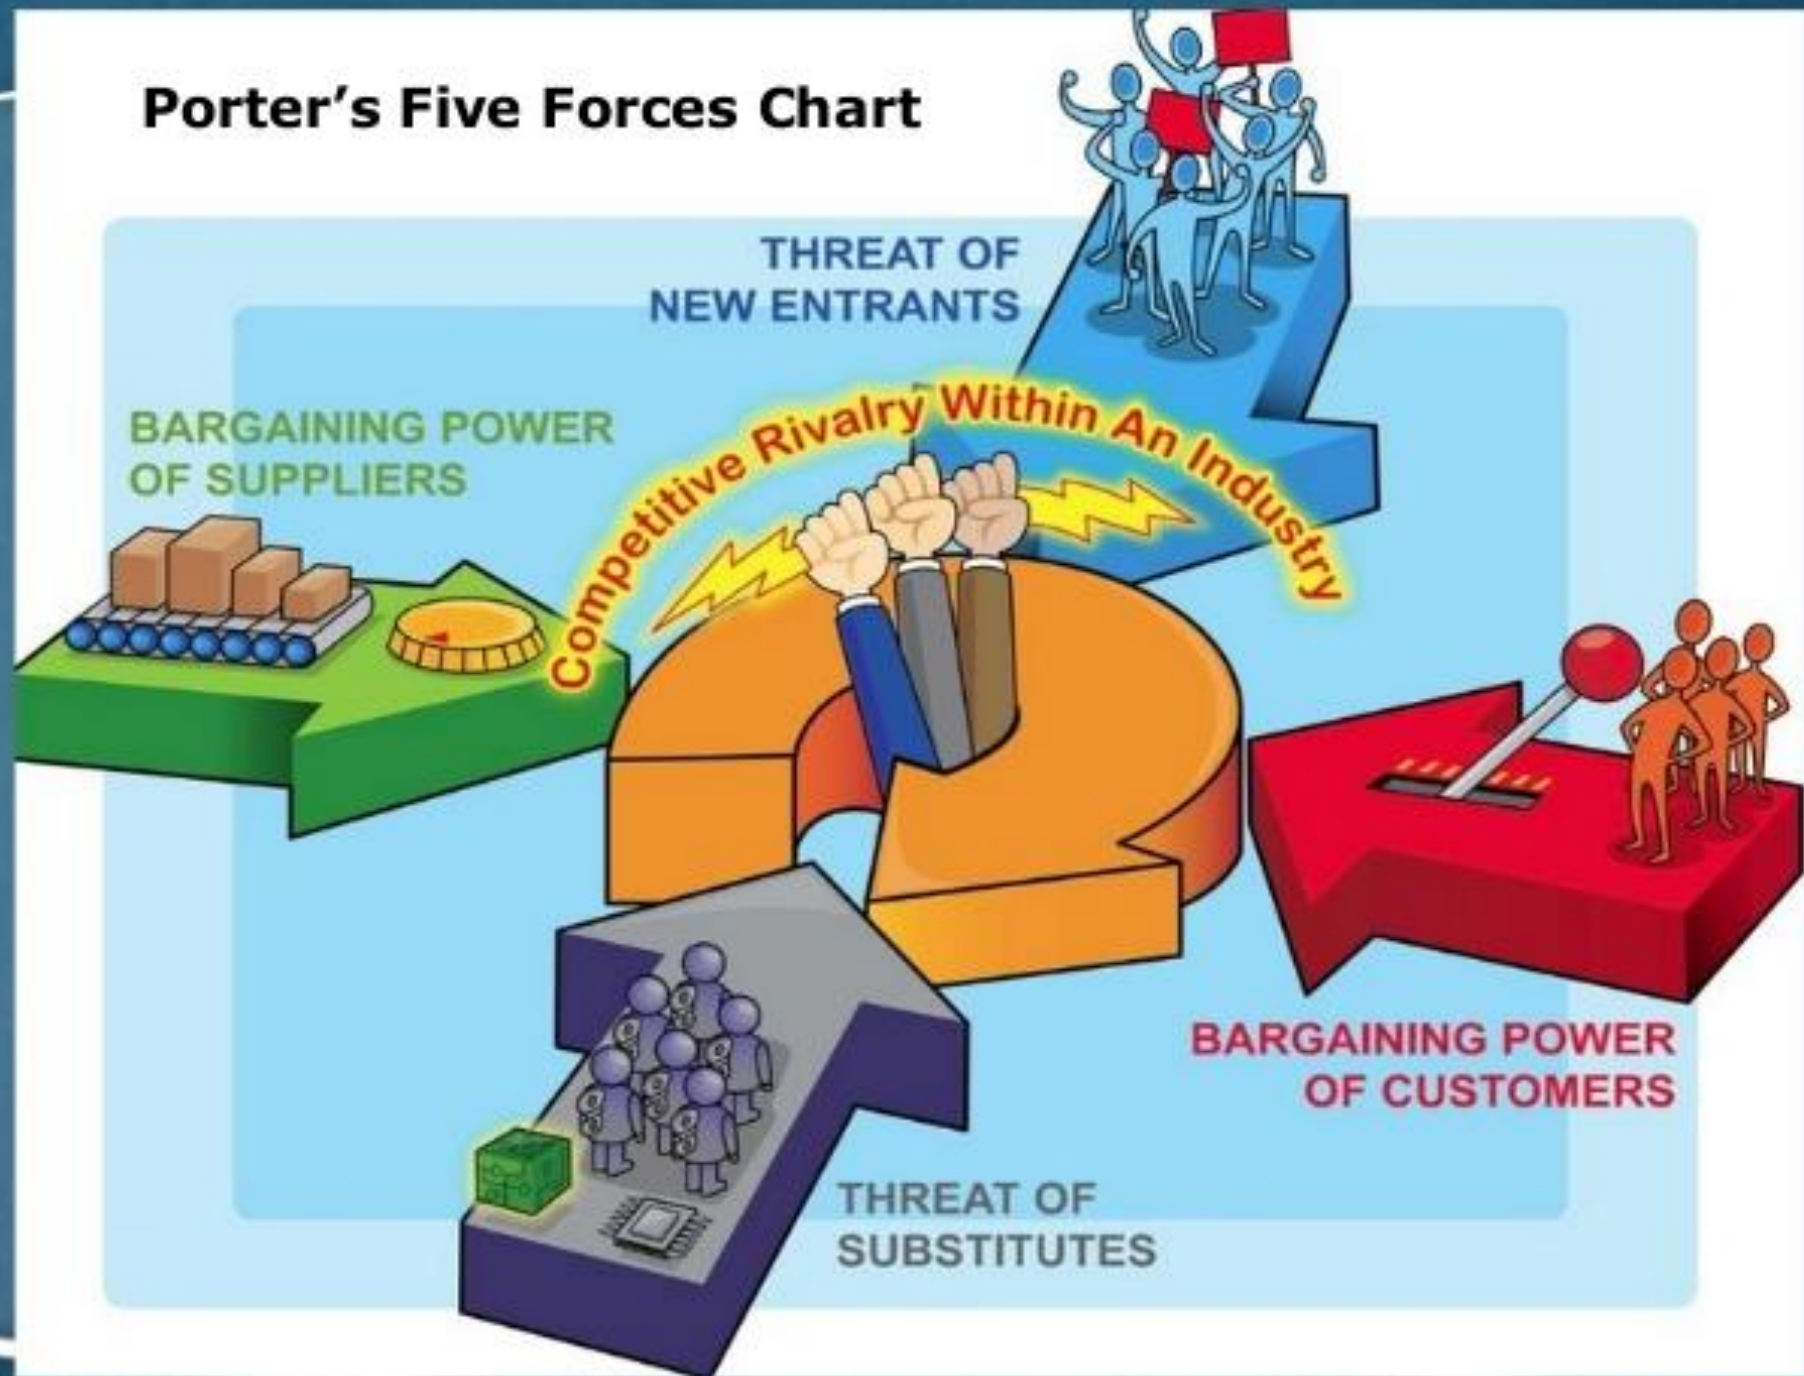 Porter’s Five Forces Chart
THREAT OF
NEW ENTRANTS
BARGAINING POWER
OF SUPPLIERS
Competitive Rivalry Within An Industry
BARGAINING POWER
OF CUSTOMERS
THREAT OF
SUBSTITUTES